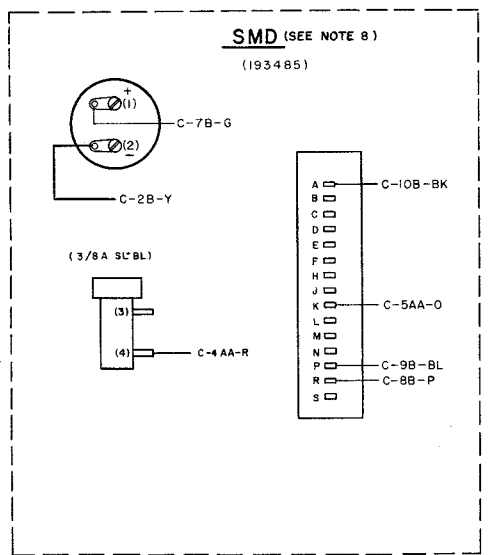 SMD (SEE NOTE 8)
(193485)
+
(1)
C-7B-G
(2)
−
C-2B-Y
(3/8A SL-BL)
(3)
(4)
C-4AA-R
A C-10B-BK
B
C
D
E
F
H
J
K C-5AA-O
L
M
N
P C-9B-BL
R C-8B-P
S